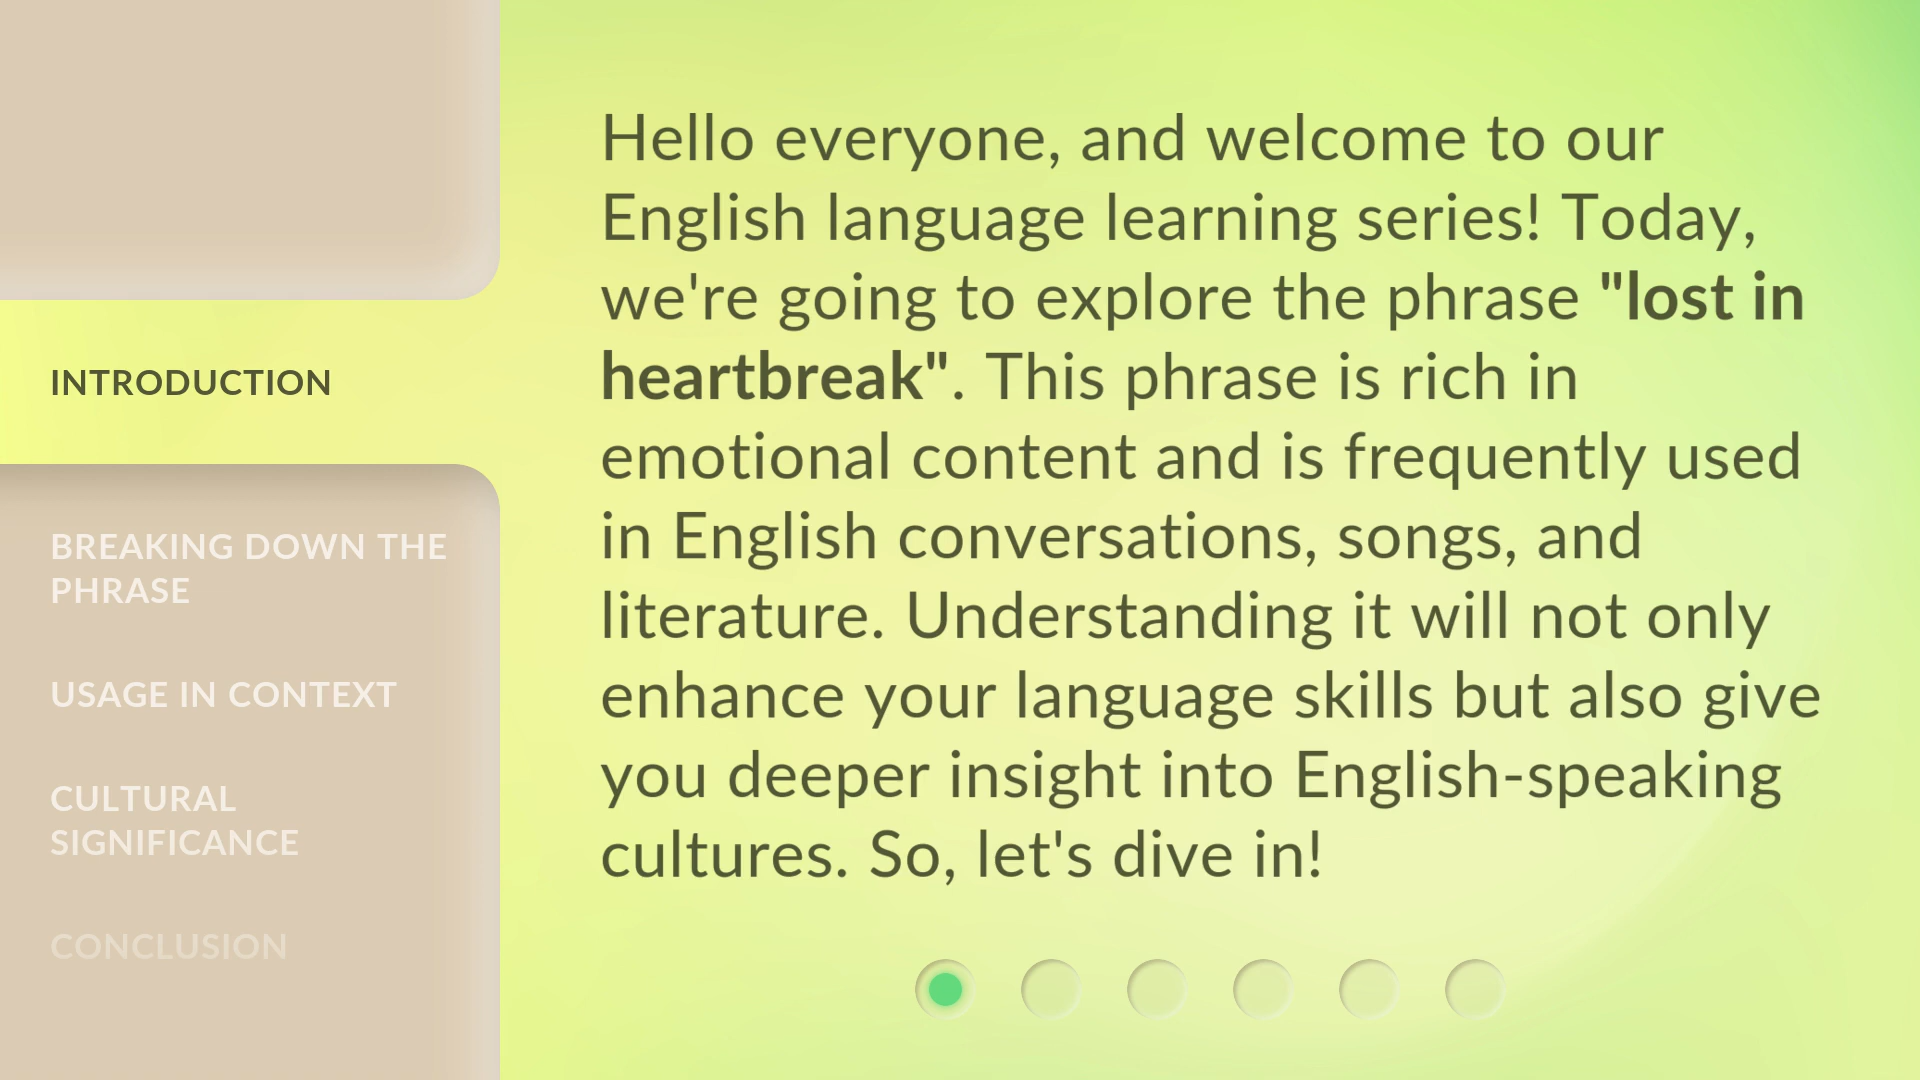 INTRODUCTION
BREAKING DOWN THE
PHRASE
USAGE IN CONTEXT
CULTURAL
SIGNIFICANCE
CONCLUSION
Hello everyone, and welcome to our
English language learning series! Today,
we're going to explore the phrase "lost in
heartbreak". This phrase is rich in
emotional content and is frequently used
in English conversations, songs, and
literature. Understanding it will not only
enhance your language skills but also give
you deeper insight into English-speaking
cultures. So, let's dive in!